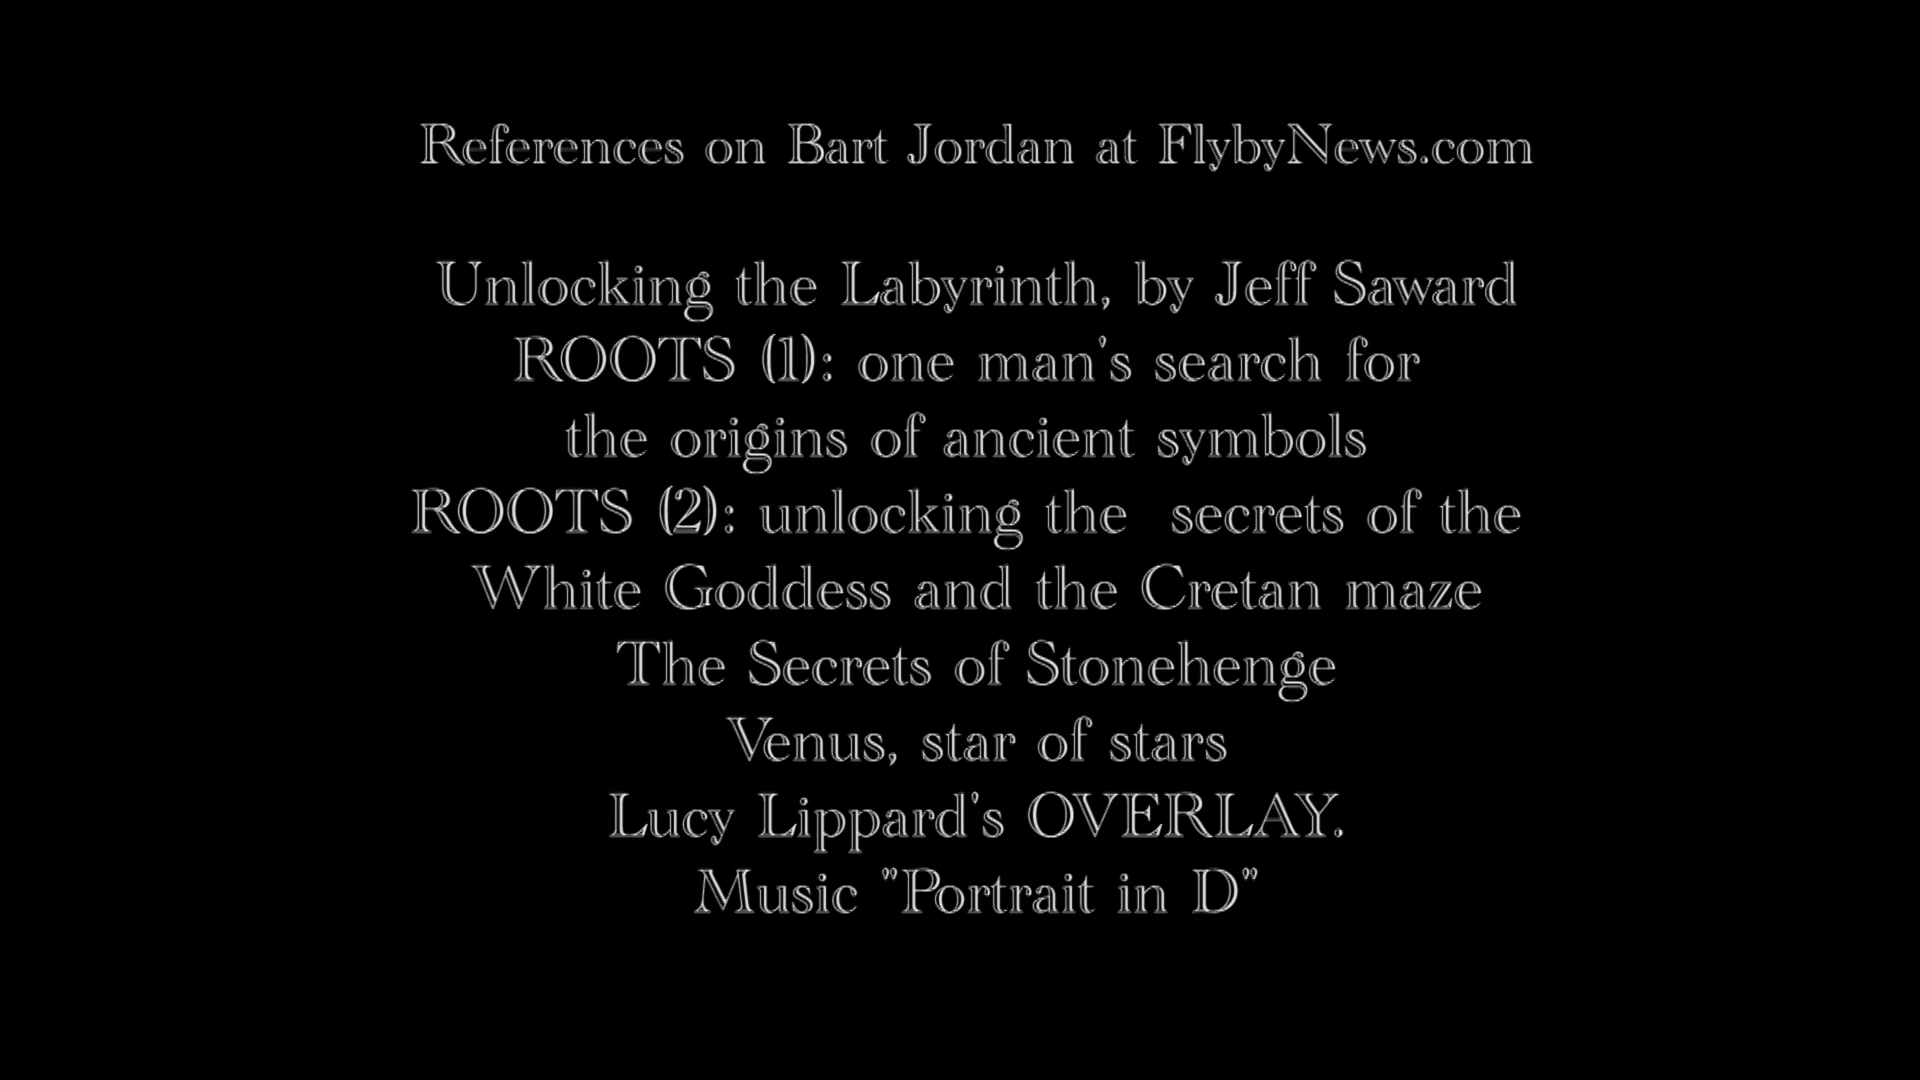 References on Bart Jordan at FlybyNews.com
Unlocking the Labyrinth, by Jeff Saward
ROOTS (1): one man's search for
the origins of ancient symbols
ROOTS (2): unlocking the  secrets of the
White Goddess and the Cretan maze
The Secrets of Stonehenge
Venus, star of stars
Lucy Lippard's OVERLAY.
Music "Portrait in D"